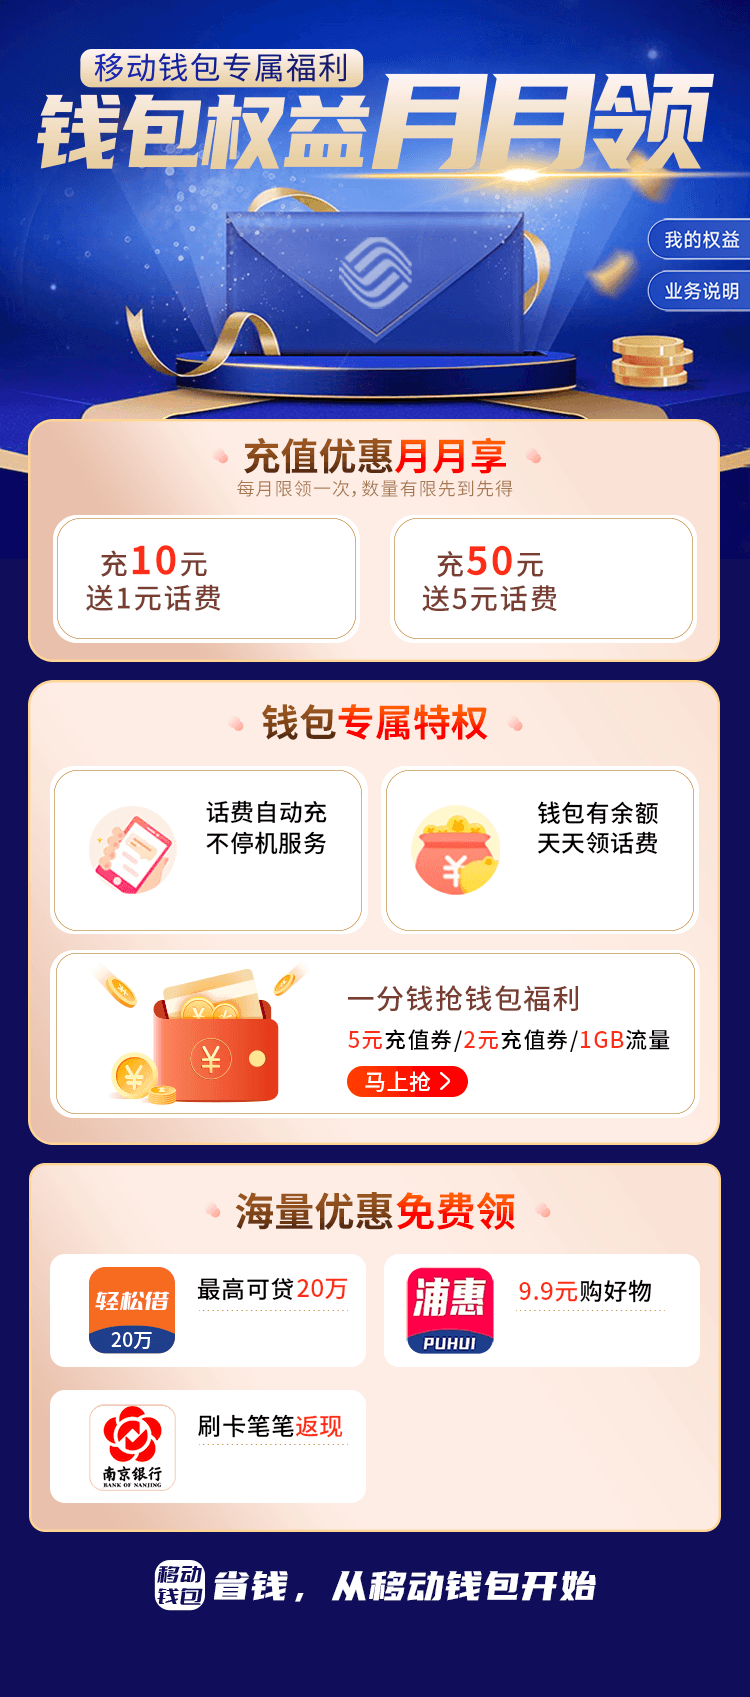 移动钱包专属福利
钱包权益月月领
我的权益
业务说明
充值优惠月月享
每月限领一次,数量有限先到先得
充10元
送1元话费
充50元
送5元话费
钱包专属特权
话费自动充
不停机服务
钱包有余额
天天领话费
一分钱抢钱包福利
5元充值券/2元充值券/1GB流量
马上抢
海量优惠免费领
轻松借
20万
最高可贷20万
浦惠
PUHUI
9.9元购好物
南京银行
BANK OF NANJING
刷卡笔笔返现
移动
钱包
省钱，从移动钱包开始